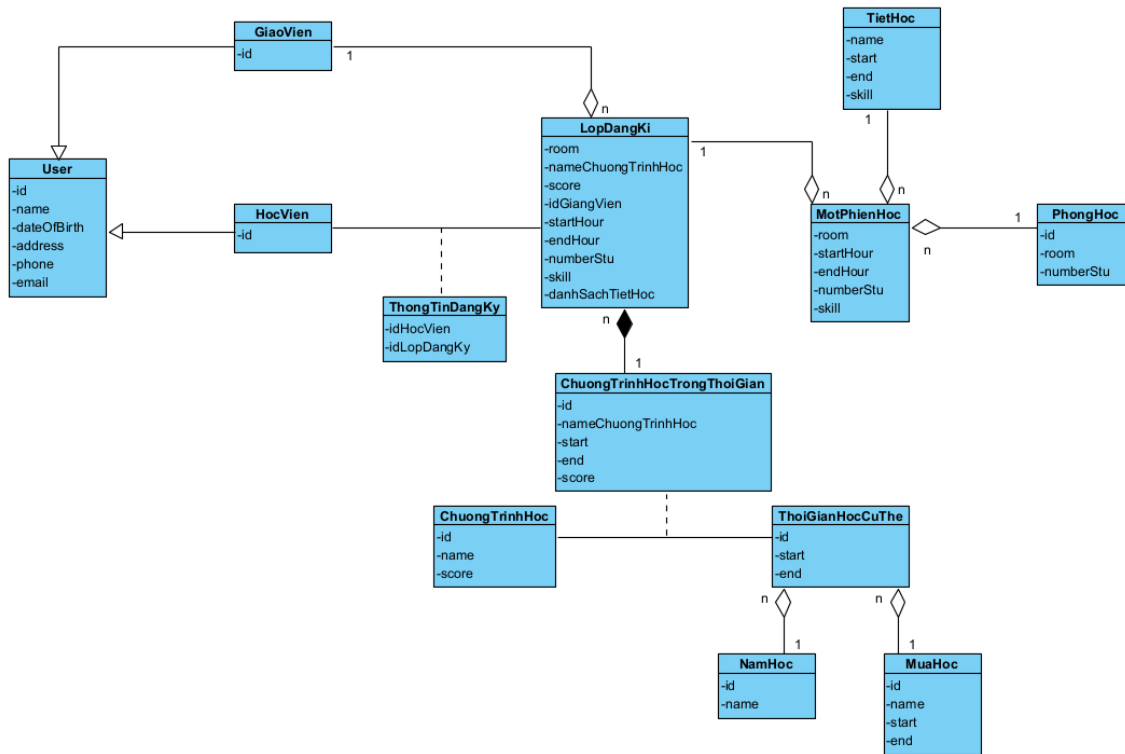 GiaoVien
-id
1
n
TietHoc
-name
-start
-end
-skill
1
n
User
-id
-name
-dateOfBirth
-address
-phone
-email
HocVien
-id
ThongTinDangKy
-idHocVien
-idLopDangKy
LopDangKi
-room
-nameChuongTrinhHoc
-score
-idGiangVien
-startHour
-endHour
-numberStu
-skill
-danhSachTietHoc
1
n
MotPhienHoc
-room
-startHour
-endHour
-numberStu
-skill
n
1
PhongHoc
-id
-room
-numberStu
n
1
ChuongTrinhHocTrongThoiGian
-id
-nameChuongTrinhHoc
-start
-end
-score
ChuongTrinhHoc
-id
-name
-score
ThoiGianHocCuThe
-id
-start
-end
n
1
n
1
NamHoc
-id
-name
MuaHoc
-id
-name
-start
-end